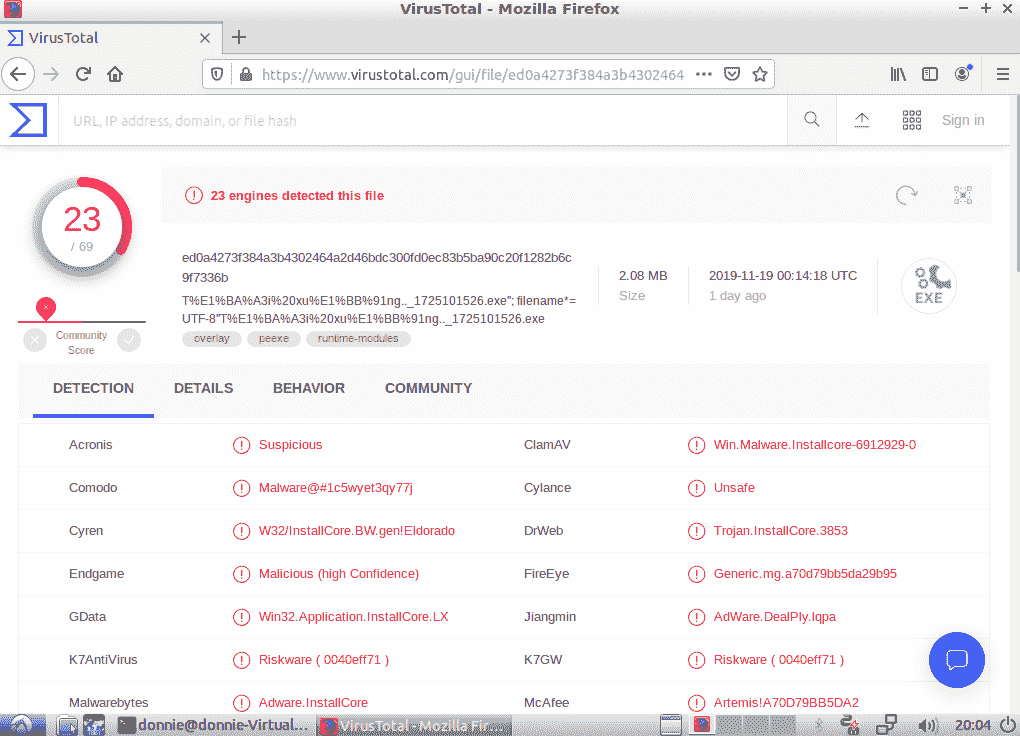 VirusTotal - Mozilla Firefox
VirusTotal
https://www.virustotal.com/gui/file/ed0a4273f384a3b4302464
URL, IP address, domain, or file hash
Sign in
23
/ 69
23 engines detected this file
ed0a4273f384a3b4302464a2d46bdc300fd0ec83b5ba90c20f1282b6c
9f7336b
T%E1%BA%A3i%20xu%E1%BB%91ng.._1725101526.exe"; filename*=
UTF-8''T%E1%BA%A3i%20xu%E1%BB%91ng.._1725101526.exe
overlay peexe runtime-modules
2.08 MB
Size
2019-11-19 00:14:18 UTC
1 day ago
EXE
Community
Score
DETECTION DETAILS BEHAVIOR COMMUNITY
Acronis Suspicious ClamAV Win.Malware.Installcore-6912929-0
Comodo Malware@#1c5wyet3qy77j Cylance Unsafe
Cyren W32/InstallCore.BW.gen!Eldorado DrWeb Trojan.InstallCore.3853
Endgame Malicious (high Confidence) FireEye Generic.mg.a70d79bb5da29b95
GData Win32.Application.InstallCore.LX Jiangmin AdWare.DealPly.lqpa
K7AntiVirus Riskware ( 0040eff71 ) K7GW Riskware ( 0040eff71 )
Malwarebytes Adware.InstallCore McAfee Artemis!A70D79BB5DA2
donnie@donnie-Virtual... VirusTotal - Mozilla Fir... 20:04